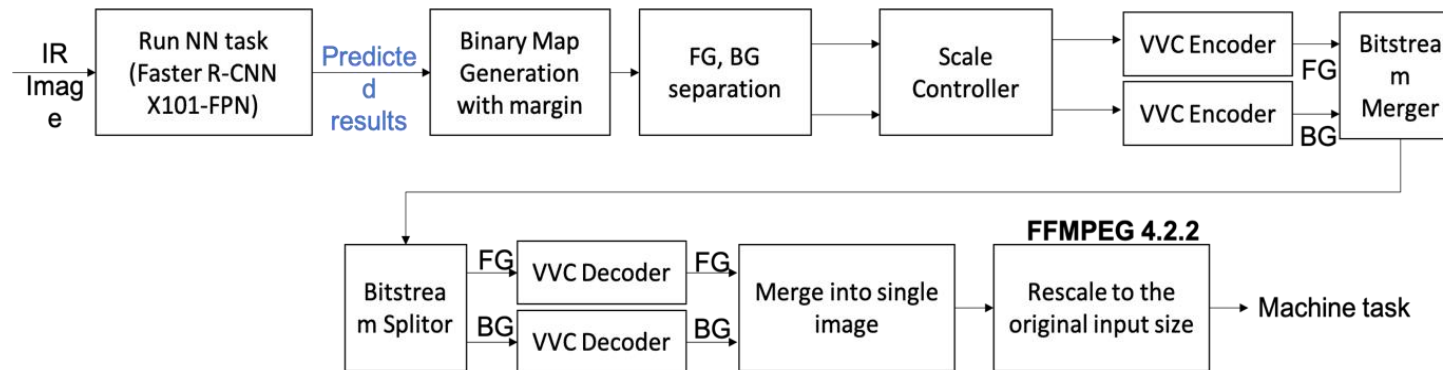 IR
Imag
e
Run NN task
(Faster R-CNN
X101-FPN)
Predicte
d
results
Binary Map
Generation
with margin
FG, BG
separation
Scale
Controller
VVC Encoder
FG
VVC Encoder
BG
Bitstrea
m
Merger
Bitstrea
m Splitor
FG
VVC Decoder
FG
BG
VVC Decoder
BG
Merge into single
image
FFMPEG 4.2.2
Rescale to the
original input size
Machine task